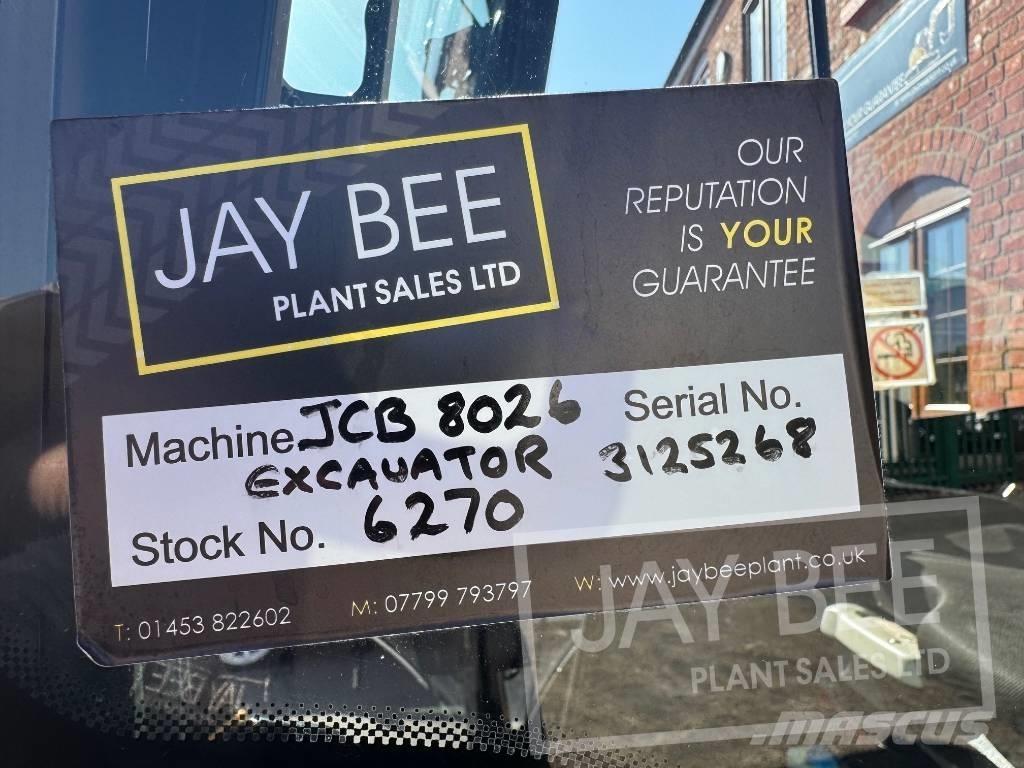 JAY BEE
PLANT SALES LTD
OUR
REPUTATION
IS YOUR
GUARANTEE
Machine JCB 8026
EXCAVATOR
Serial No.
3125268
Stock No. 6270
T: 01453 822602
M: 07799 793797
W: www.jaybeeplant.co.uk
JAY BEE
PLANT SALES LTD
MASCUS